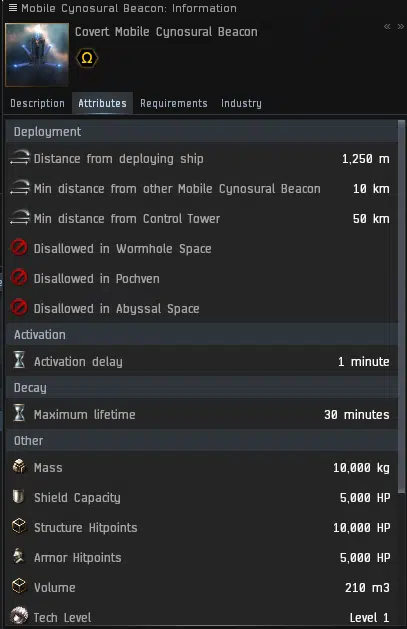 Mobile Cynosural Beacon: Information
Covert Mobile Cynosural Beacon
Ω
Description Attributes Requirements Industry
Deployment
Distance from deploying ship 1,250 m
Min distance from other Mobile Cynosural Beacon 10 km
Min distance from Control Tower 50 km
Disallowed in Wormhole Space
Disallowed in Pochven
Disallowed in Abyssal Space
Activation
Activation delay 1 minute
Decay
Maximum lifetime 30 minutes
Other
Mass 10,000 kg
Shield Capacity 5,000 HP
Structure Hitpoints 10,000 HP
Armor Hitpoints 5,000 HP
Volume 210 m3
Tech Level Level 1